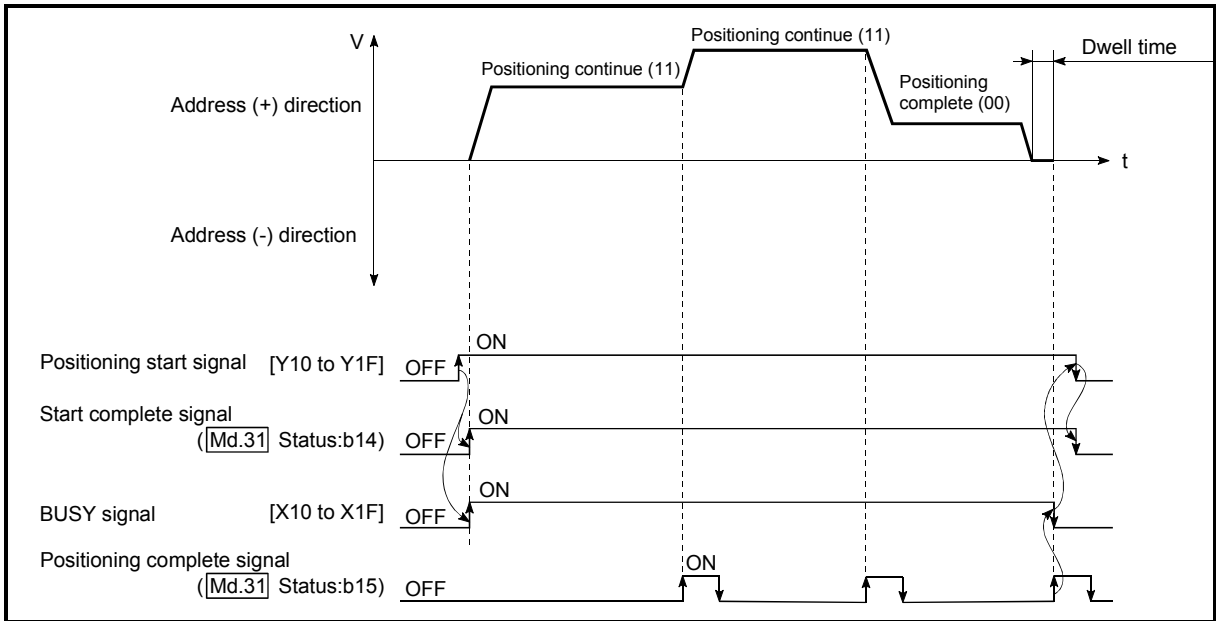 V
Positioning continue (11)
Dwell time
Positioning continue (11)
Positioning
complete (00)
Address (+) direction
t
Address (-) direction
ON
Positioning start signal [Y10 to Y1F] OFF
Start complete signal
ON
(Md.31 Status:b14) OFF
ON
BUSY signal [X10 to X1F] OFF
Positioning complete signal
ON
(Md.31 Status:b15) OFF